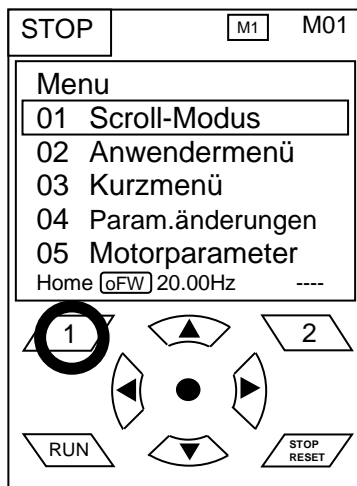 STOP M1 M01
Menu
01 Scroll-Modus
02 Anwendermenü
03 Kurzmenü
04 Param.änderungen
05 Motorparameter
Home oFW 20.00Hz ----
1 2
RUN STOP RESET